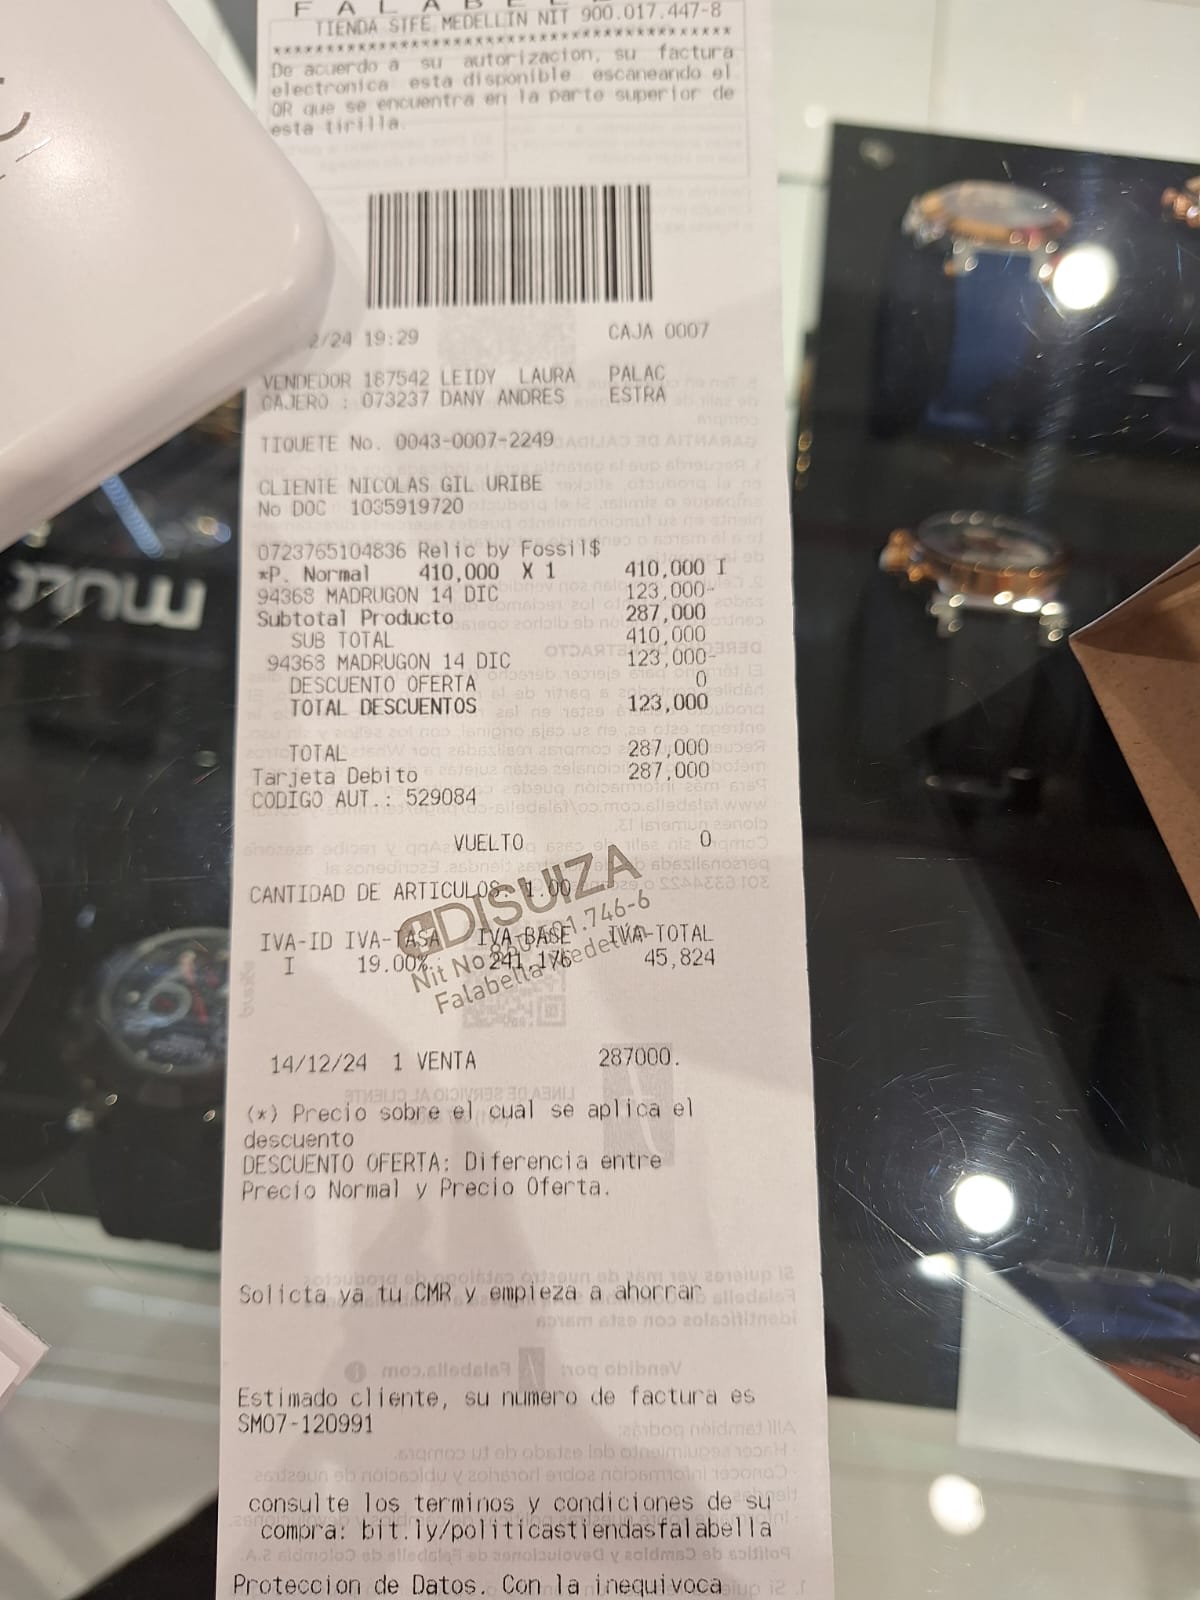 FALABELL
TIENDA STFE MEDELLIN NIT 900.017.447-8
****************************************
De acuerdo a su autorizacion, su factura
electronica esta disponible escaneando el
QR que se encuentra en la parte superior de
esta tirilla.
2/24 19:29 CAJA 0007
VENDEDOR 187542 LEIDY LAURA PALAC
CAJERO : 073237 DANY ANDRES ESTRA
TIQUETE No. 0043-0007-2249
CLIENTE NICOLAS GIL URIBE
No DOC 1035919720
0723765104836 Relic by Fossil$
*P. Normal 410,000 X 1 410,000 I
94368 MADRUGON 14 DIC 123,000-
Subtotal Producto 287,000
SUB TOTAL 410,000
94368 MADRUGON 14 DIC 123,000-
DESCUENTO OFERTA 0
TOTAL DESCUENTOS 123,000
TOTAL 287,000
Tarjeta Debito 287,000
CODIGO AUT.: 529084
VUELTO 0
CANTIDAD DE ARTICULOS: 1.00
DISUIZA
IVA-ID IVA-TASA IVA-BASE IVA-TOTAL
I 19.00% 241,176 45,824
Nit No 1.746-6
Falabella Medellin
14/12/24 1 VENTA 287000.
(*) Precio sobre el cual se aplica el
descuento
DESCUENTO OFERTA: Diferencia entre
Precio Normal y Precio Oferta.
Solicta ya tu CMR y empieza a ahorrar
Estimado cliente, su numero de factura es
SM07-120991
consulte los terminos y condiciones de su
compra: bit.ly/politicastiendasfalabella
Proteccion de Datos. Con la inequivoca